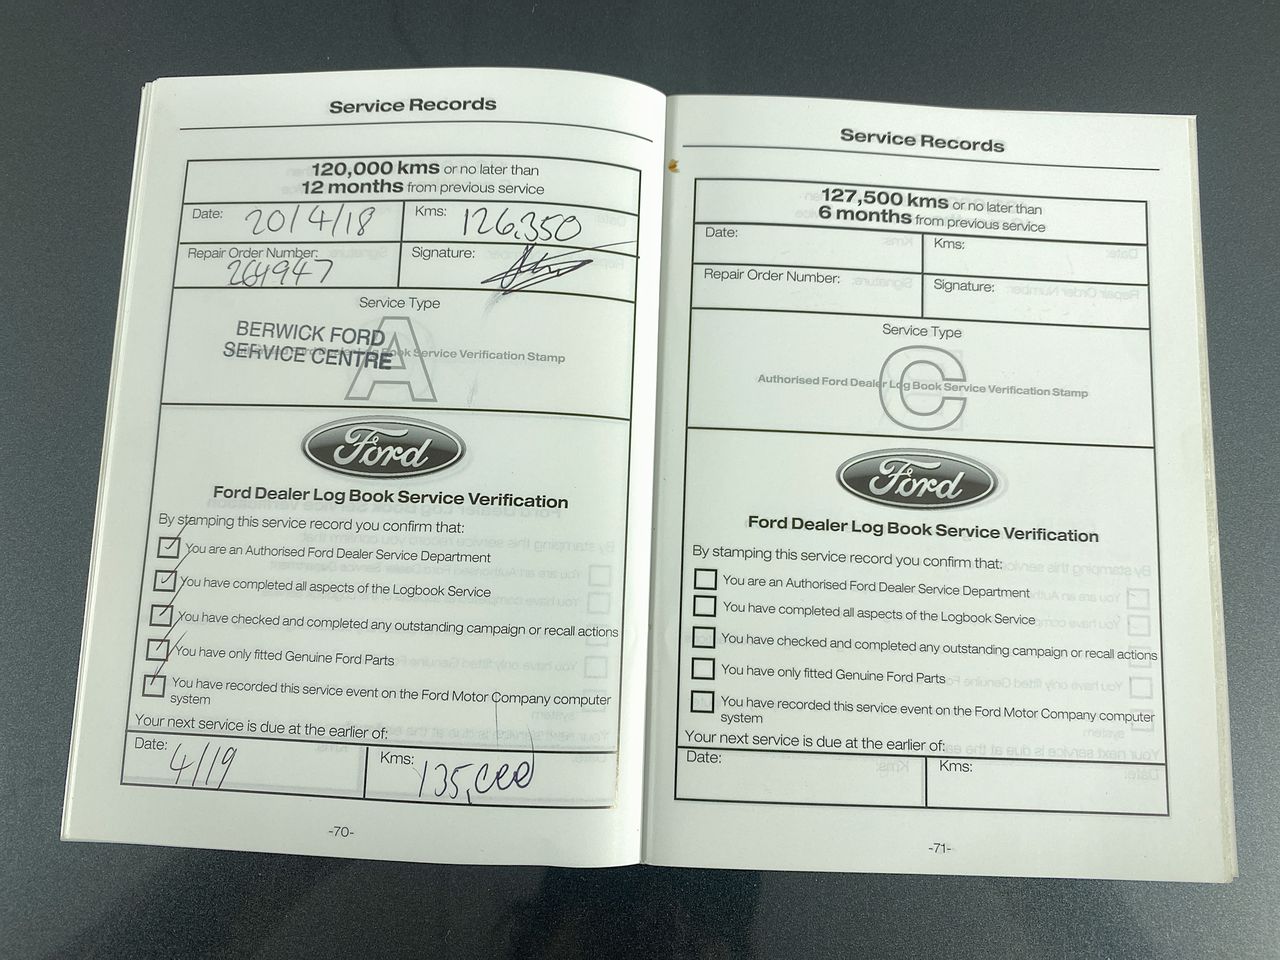 Service Records
120,000 kms or no later than
12 months from previous service
Date: 20/4/18
Kms: 126,350
Repair Order Number: 264947
Signature:
Service Type
A
BERWICK FORD
SERVICE CENTRE
Authorised Ford Dealer Log Book Service Verification Stamp
Ford
Ford Dealer Log Book Service Verification
By stamping this service record you confirm that:
You are an Authorised Ford Dealer Service Department
You have completed all aspects of the Logbook Service
You have checked and completed any outstanding campaign or recall actions
You have only fitted Genuine Ford Parts
You have recorded this service event on the Ford Motor Company computer
system
Your next service is due at the earlier of:
Date: 4/19
Kms: 135,000
-70-
Service Records
127,500 kms or no later than
6 months from previous service
Date:
Kms:
Repair Order Number:
Signature:
Service Type
C
Authorised Ford Dealer Log Book Service Verification Stamp
Ford
Ford Dealer Log Book Service Verification
By stamping this service record you confirm that:
You are an Authorised Ford Dealer Service Department
You have completed all aspects of the Logbook Service
You have checked and completed any outstanding campaign or recall actions
You have only fitted Genuine Ford Parts
You have recorded this service event on the Ford Motor Company computer
system
Your next service is due at the earlier of:
Date:
Kms:
-71-